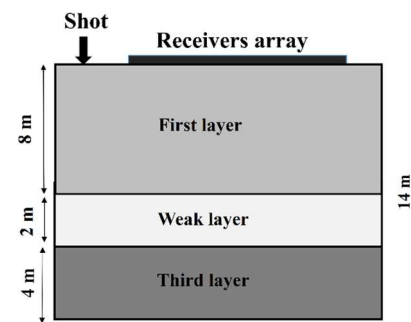 Shot
Receivers array
8 m
First layer
14 m
2 m
Weak layer
4 m
Third layer